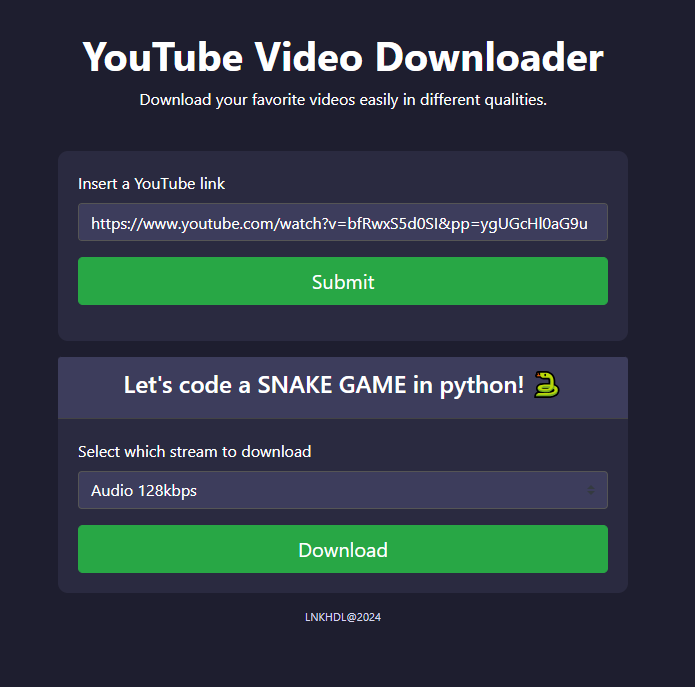 YouTube Video Downloader
Download your favorite videos easily in different qualities.
Insert a YouTube link
https://www.youtube.com/watch?v=bfRwxS5d0SI&pp=ygUGcHl0aG9u
Submit
Let's code a SNAKE GAME in python! 🐍
Select which stream to download
Audio 128kbps
Download
LNKHDL@2024